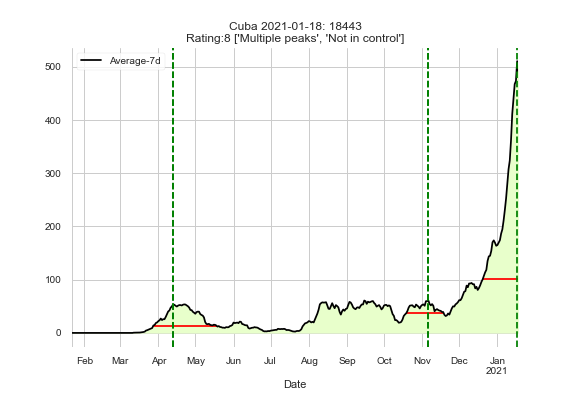 Cuba 2021-01-18: 18443
Rating:8 ['Multiple peaks', 'Not in control']
Average-7d
500
400
300
200
100
0
Feb Mar Apr May Jun Jul Aug Sep Oct Nov Dec Jan
2021
Date